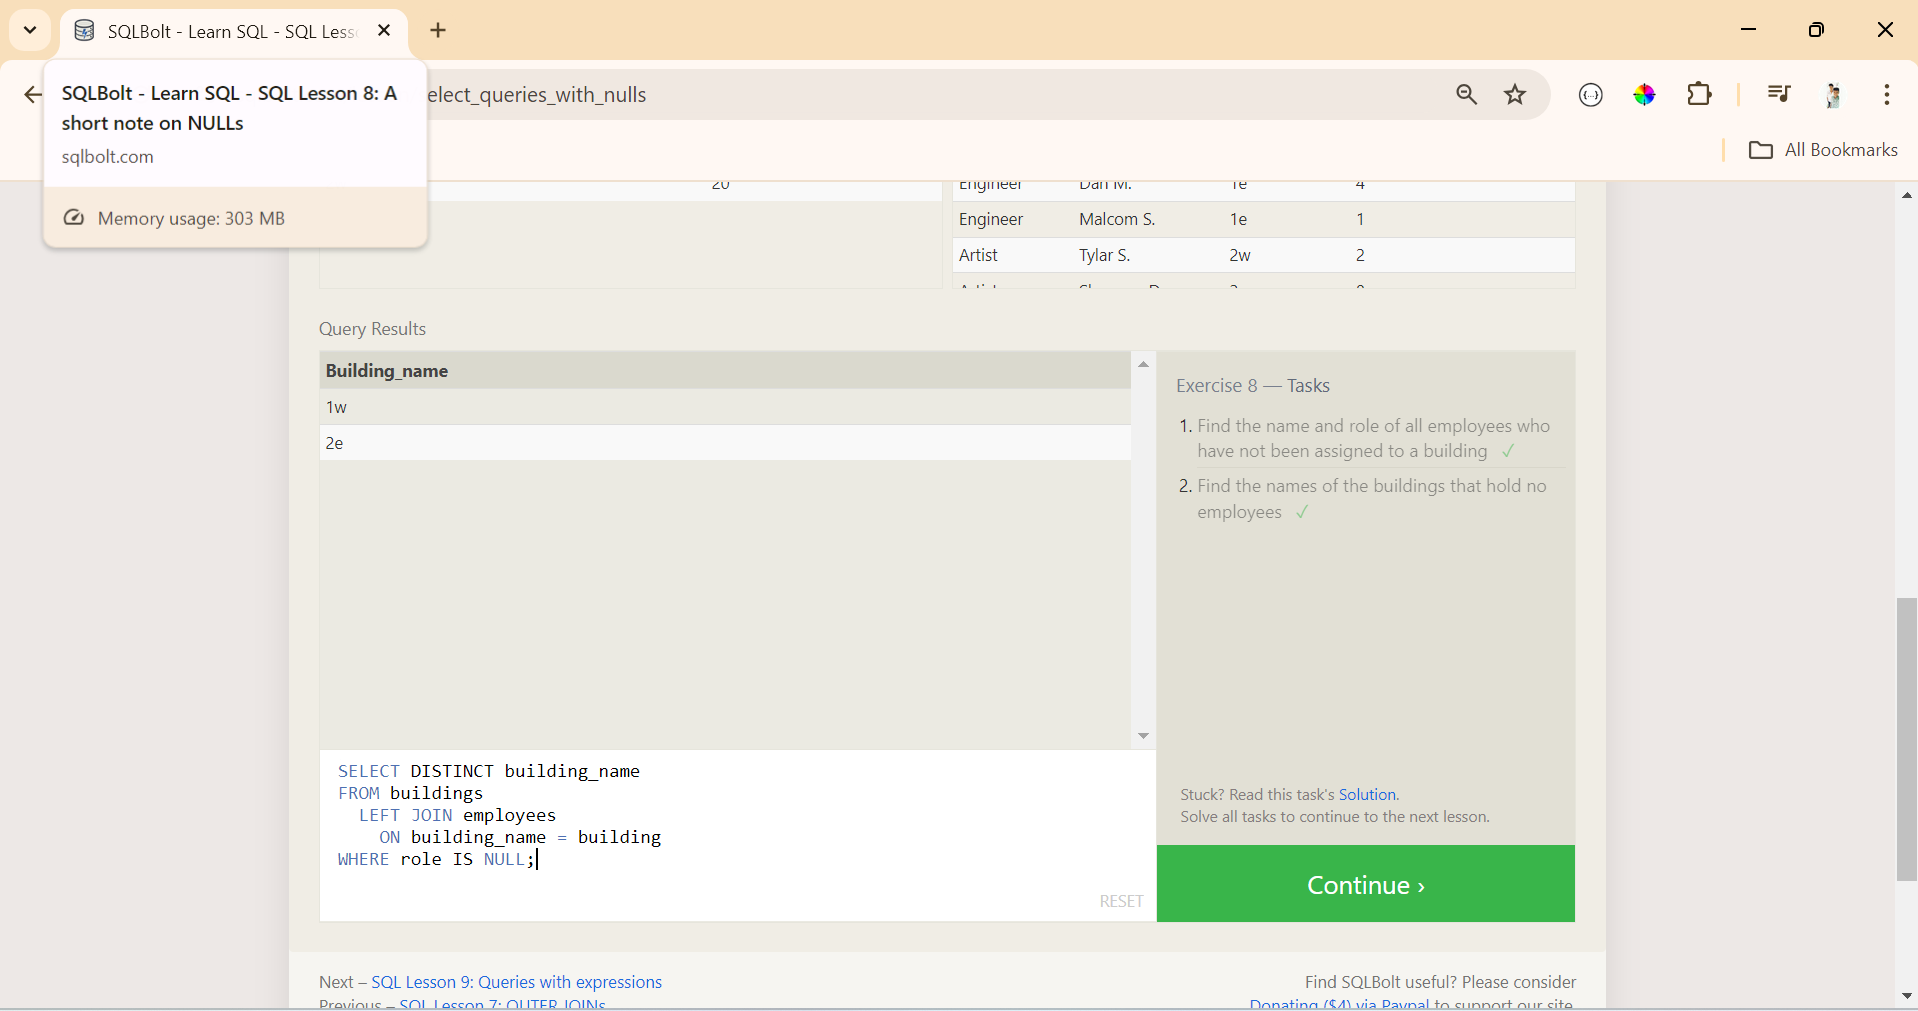 SQLBolt - Learn SQL - SQL Less
SQLBolt - Learn SQL - SQL Lesson 8: A
short note on NULLs
sqlbolt.com
Memory usage: 303 MB
elect_queries_with_nulls
All Bookmarks
20
Engineer Dan M. 1e 4
Engineer Malcom S. 1e 1
Artist Tylar S. 2w 2
Query Results
Building_name
1w
2e
Exercise 8 — Tasks
1. Find the name and role of all employees who
have not been assigned to a building ✓
2. Find the names of the buildings that hold no
employees ✓
SELECT DISTINCT building_name
FROM buildings
LEFT JOIN employees
ON building_name = building
WHERE role IS NULL;
RESET
Stuck? Read this task's Solution.
Solve all tasks to continue to the next lesson.
Continue ›
Next – SQL Lesson 9: Queries with expressions
Previous – SQL Lesson 7: OUTER JOINs
Find SQLBolt useful? Please consider
Donating ($4) via Paypal to support our site.